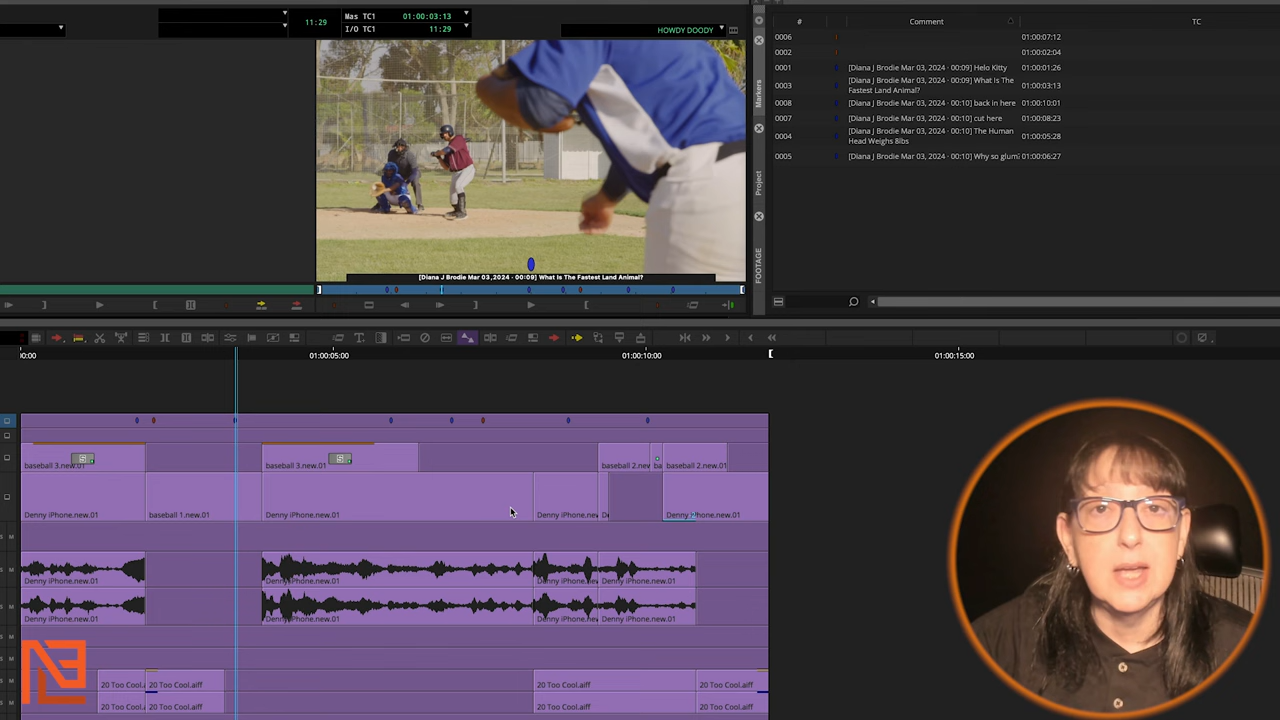 11:29
Mas TC1 01:00:03:13
I/O TC1 11:29
HOWDY DOODY
# Comment TC
0006 01:00:07:12
0002 01:00:02:04
0001 [Diana J Brodie Mar 03, 2024 - 00:09] Helo Kitty 01:00:01:26
0003 [Diana J Brodie Mar 03, 2024 - 00:09] What Is The 01:00:03:13
Fastest Land Animal?
0008 [Diana J Brodie Mar 03, 2024 - 00:10] back in here 01:00:10:01
0007 [Diana J Brodie Mar 03, 2024 - 00:10] cut here 01:00:08:23
0004 [Diana J Brodie Mar 03, 2024 - 00:10] The Human 01:00:05:28
Head Weighs 8lbs
0005 [Diana J Brodie Mar 03, 2024 - 00:10] Why so glum 01:00:06:27
Markers
Project
FOOTAGE
[Diana J Brodie Mar 03, 2024 - 00:09] What Is The Fastest Land Animal?
00:00 01:00:05:00 01:00:10:00 01:00:15:00
baseball 3.new.01 baseball 3.new.01 baseball 2.new ba baseball 2.new.01
Denny iPhone.new.01 baseball 1.new.01 Denny iPhone.new.01 Denny iPhone.new De Denny iPhone.new.01
Denny iPhone.new.01 Denny iPhone.new.01 Denny iPhone.new Denny iPhone.new.01
Denny iPhone.new.01 Denny iPhone.new.01 Denny iPhone.new Denny iPhone.new.01
20 Too Cool. 20 Too Cool.aiff 20 Too Cool.aiff 20 Too Cool.aiff
20 Too Cool. 20 Too Cool.aiff 20 Too Cool.aiff 20 Too Cool.aiff